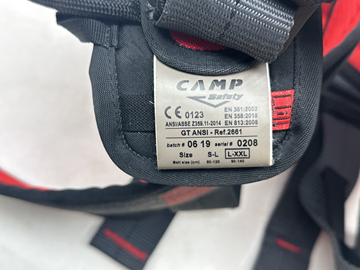 CAMP
Safety
CE 0123 EN 361:2002
EN 358:2018
ANSI/ASSE Z359.11-2014 EN 813:2008
GT ANSI - Ref.2661
batch # 06 19 serial # 0208
Size S-L L-XXL